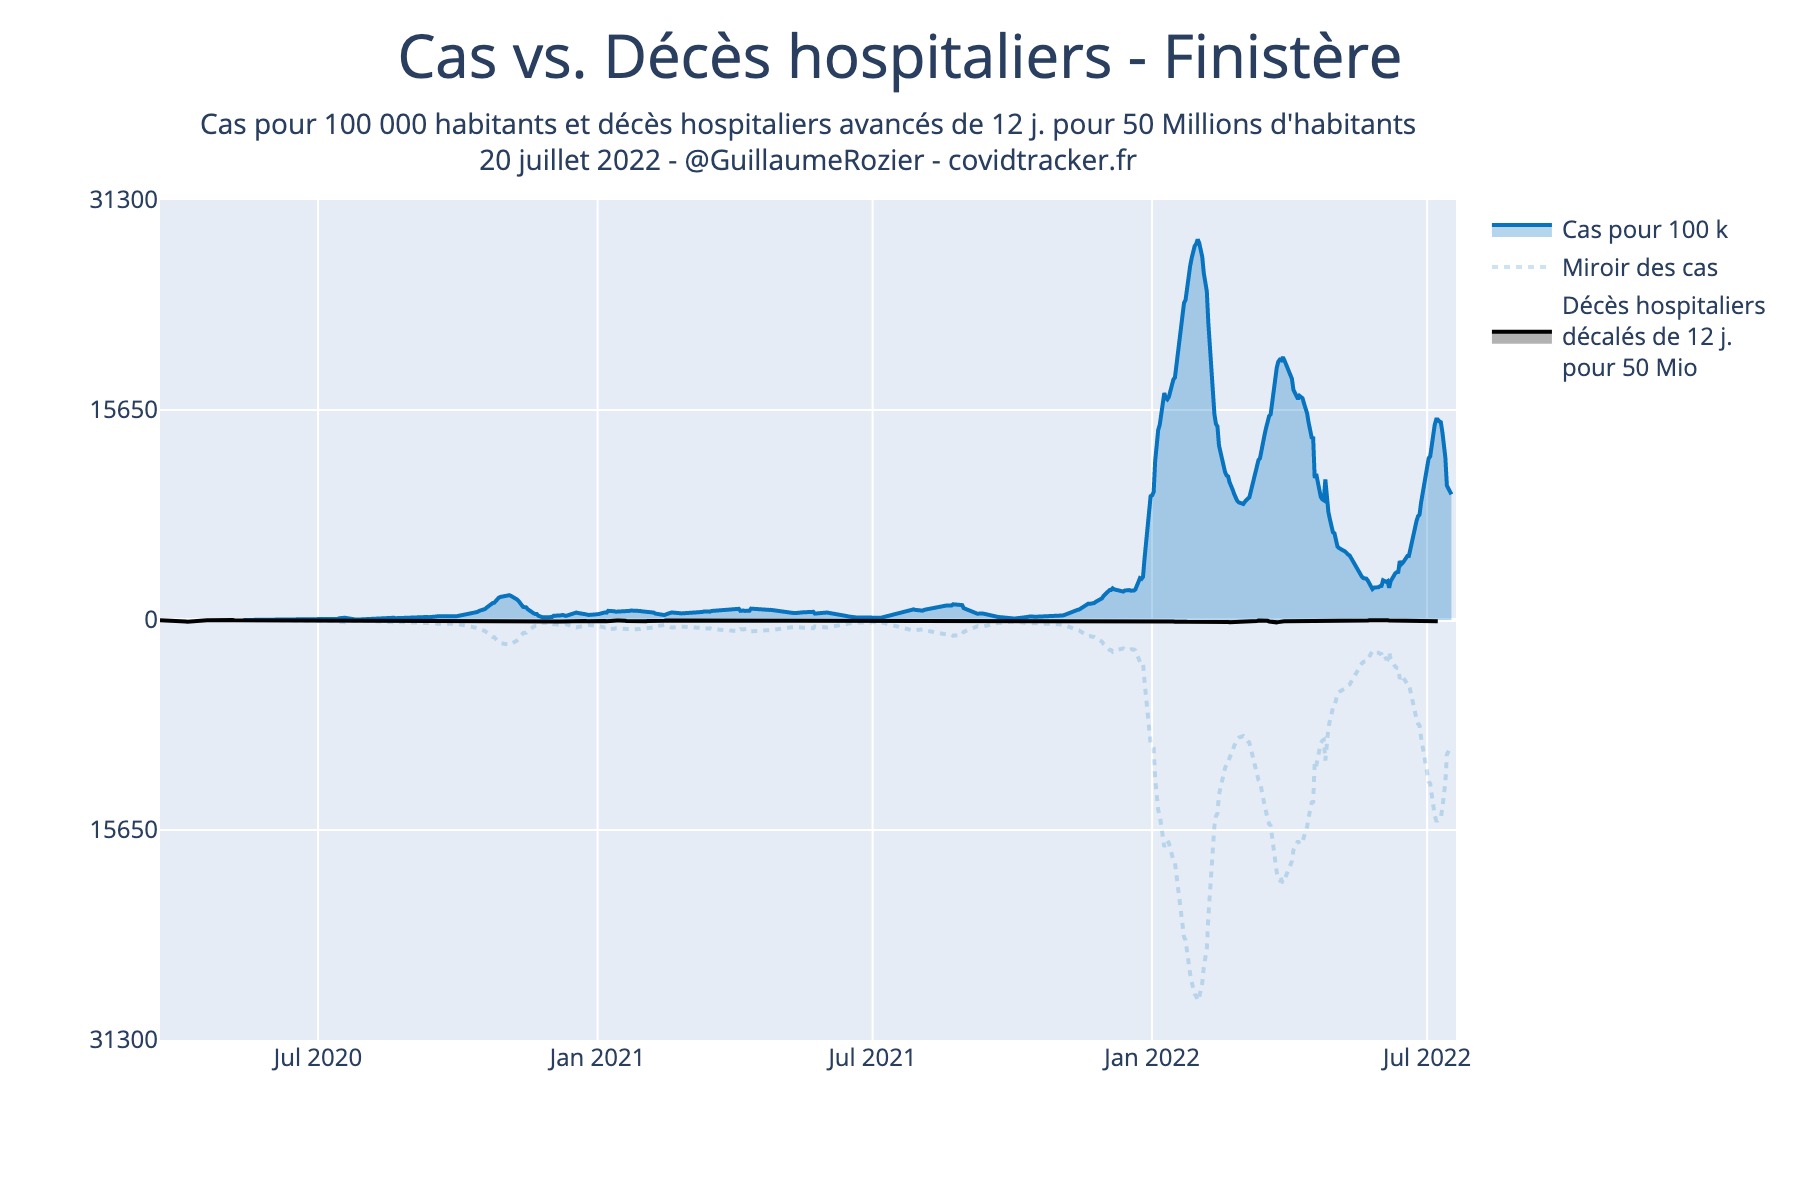 Cas vs. Décès hospitaliers - Finistère
Cas pour 100 000 habitants et décès hospitaliers avancés de 12 j. pour 50 Millions d'habitants
20 juillet 2022 - @GuillaumeRozier - covidtracker.fr
31300
15650
0
15650
31300
Jul 2020
Jan 2021
Jul 2021
Jan 2022
Jul 2022
Cas pour 100 k
Miroir des cas
Décès hospitaliers
décalés de 12 j.
pour 50 Mio